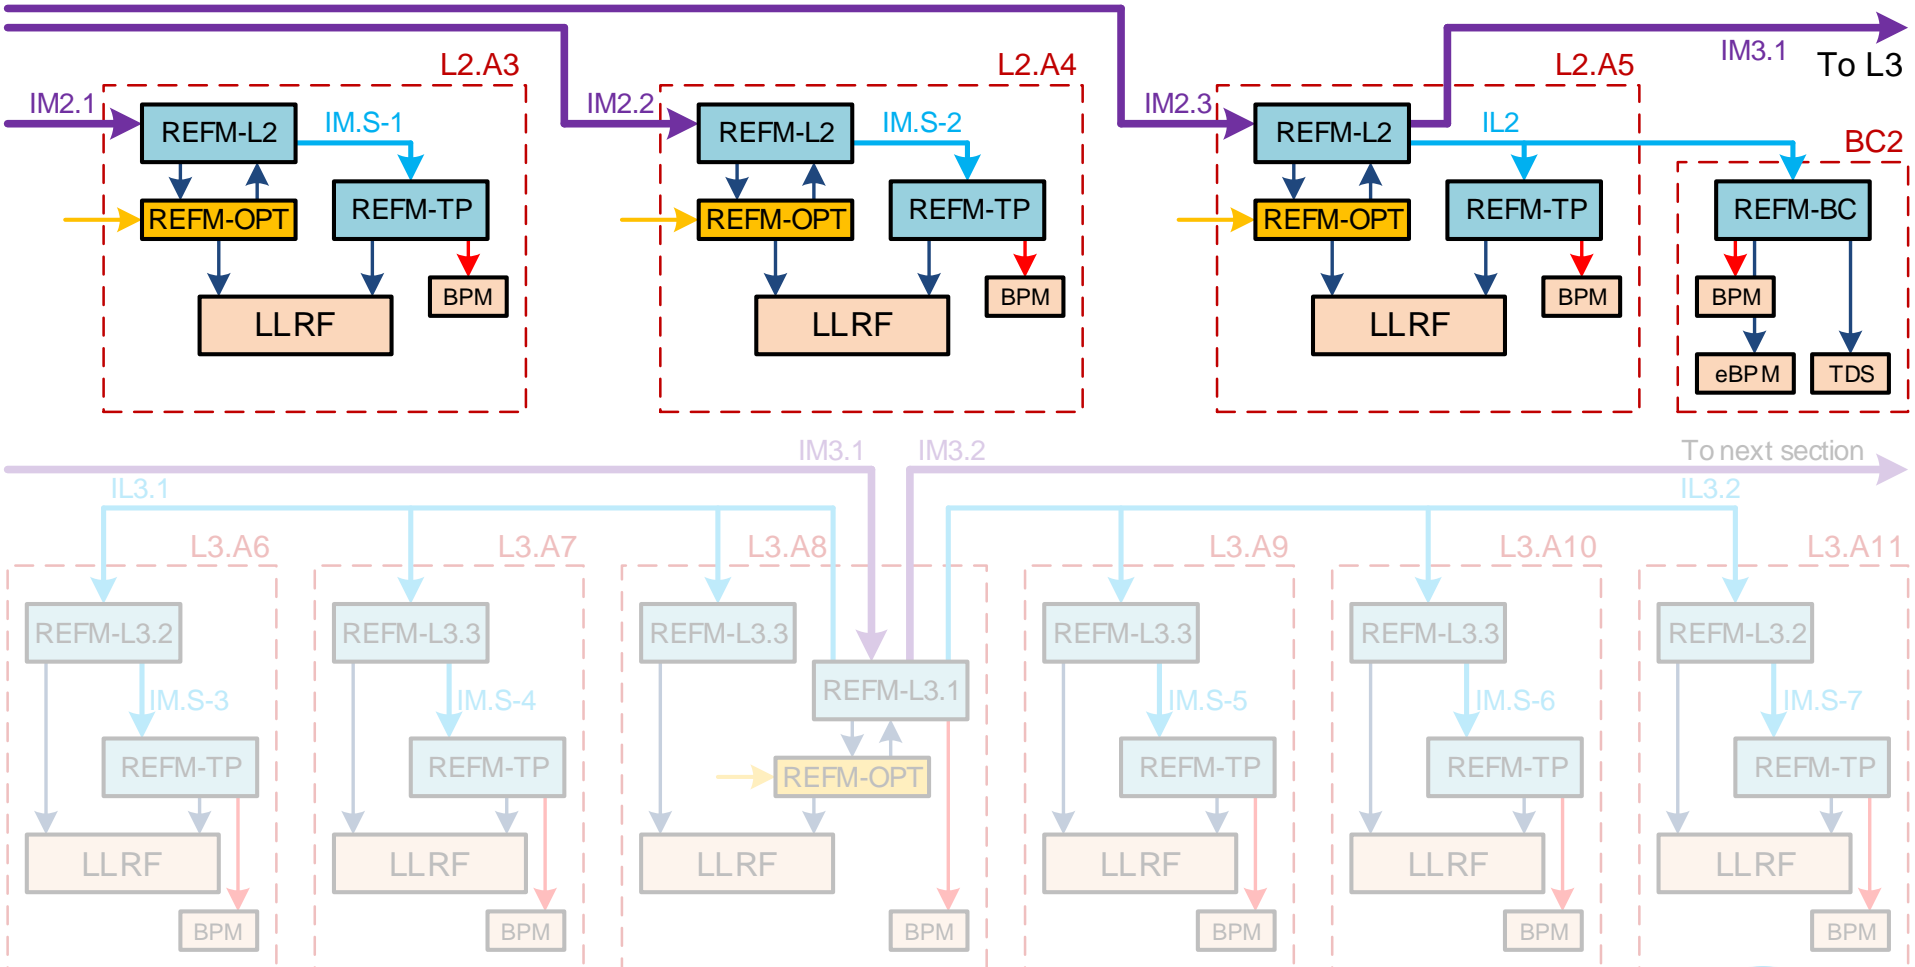 IM3.1
To L3
L2.A3
L2.A4
L2.A5
IM2.1
IM2.2
IM2.3
REFM-L2
IM.S-1
REFM-L2
IM.S-2
REFM-L2
IL2
BC2
REFM-OPT
REFM-TP
REFM-OPT
REFM-TP
REFM-OPT
REFM-TP
REFM-BC
BPM
BPM
BPM
BPM
LLRF
LLRF
LLRF
eBPM
TDS
IM3.1
IM3.2
To next section
IL3.1
IL3.2
L3.A6
L3.A7
L3.A8
L3.A9
L3.A10
L3.A11
REFM-L3.2
REFM-L3.3
REFM-L3.3
REFM-L3.3
REFM-L3.3
REFM-L3.2
REFM-L3.1
IM.S-3
IM.S-4
IM.S-5
IM.S-6
IM.S-7
REFM-TP
REFM-TP
REFM-OPT
REFM-TP
REFM-TP
REFM-TP
LLRF
LLRF
LLRF
LLRF
LLRF
LLRF
BPM
BPM
BPM
BPM
BPM
BPM